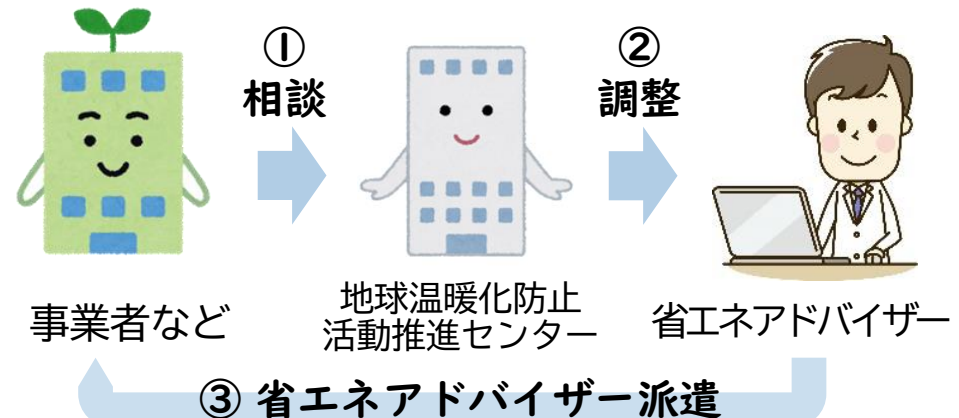 ①
相談
②
調整
事業者など
地球温暖化防止
活動推進センター
省エネアドバイザー
③ 省エネアドバイザー派遣